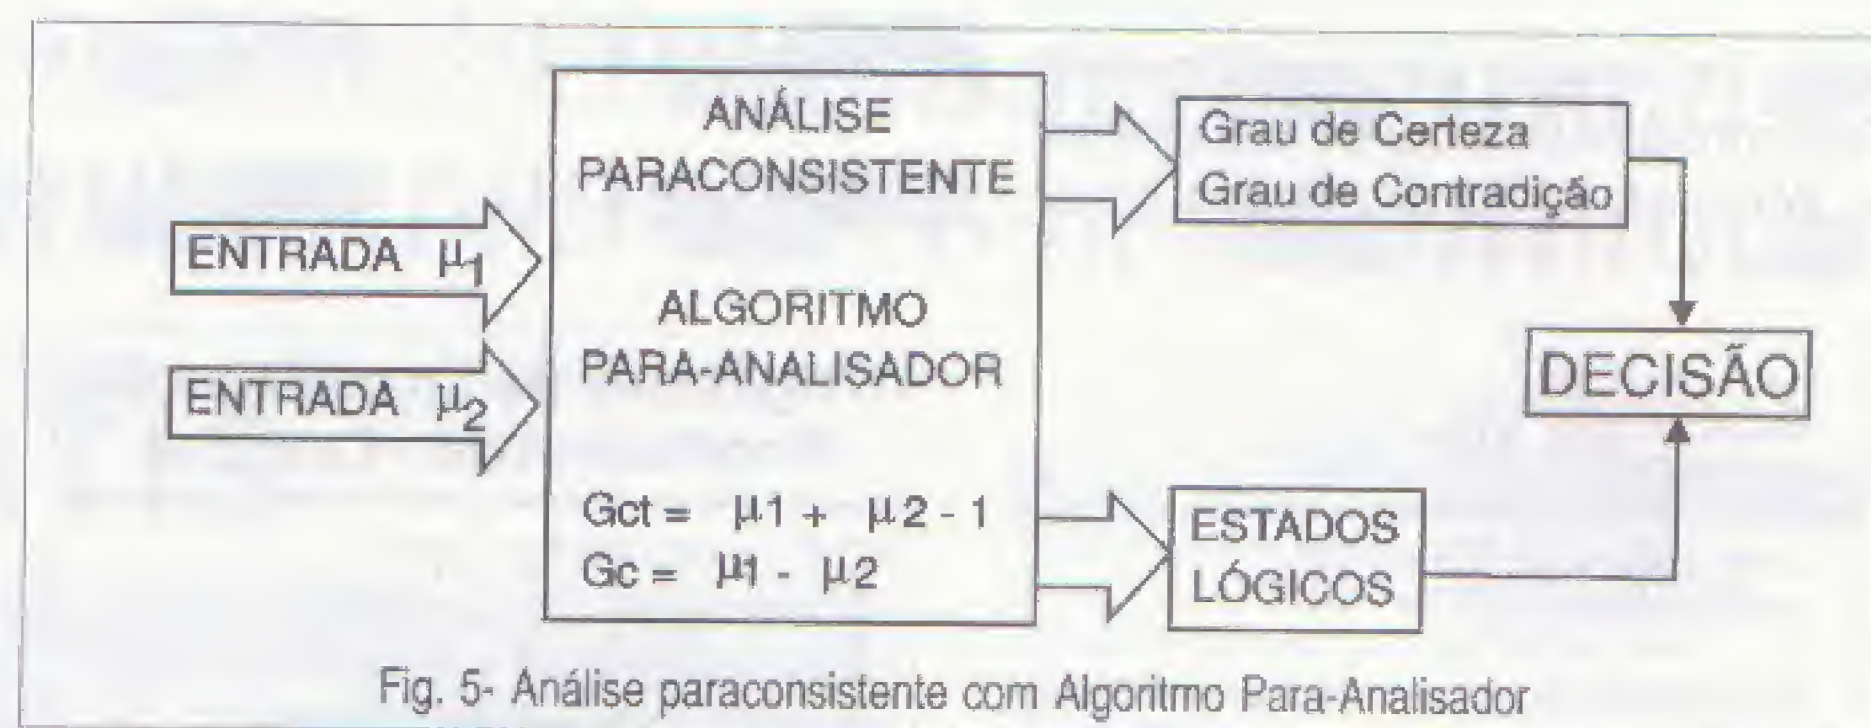 ENTRADA μ1
ENTRADA μ2
ANÁLISE
PARACONSISTENTE
ALGORITMO
PARA-ANALISADOR
Gct = μ1 + μ2 - 1
Gc = μ1 - μ2
Grau de Certeza
Grau de Contradição
ESTADOS
LÓGICOS
DECISÃO
Fig. 5- Análise paraconsistente com Algoritmo Para-Analisador